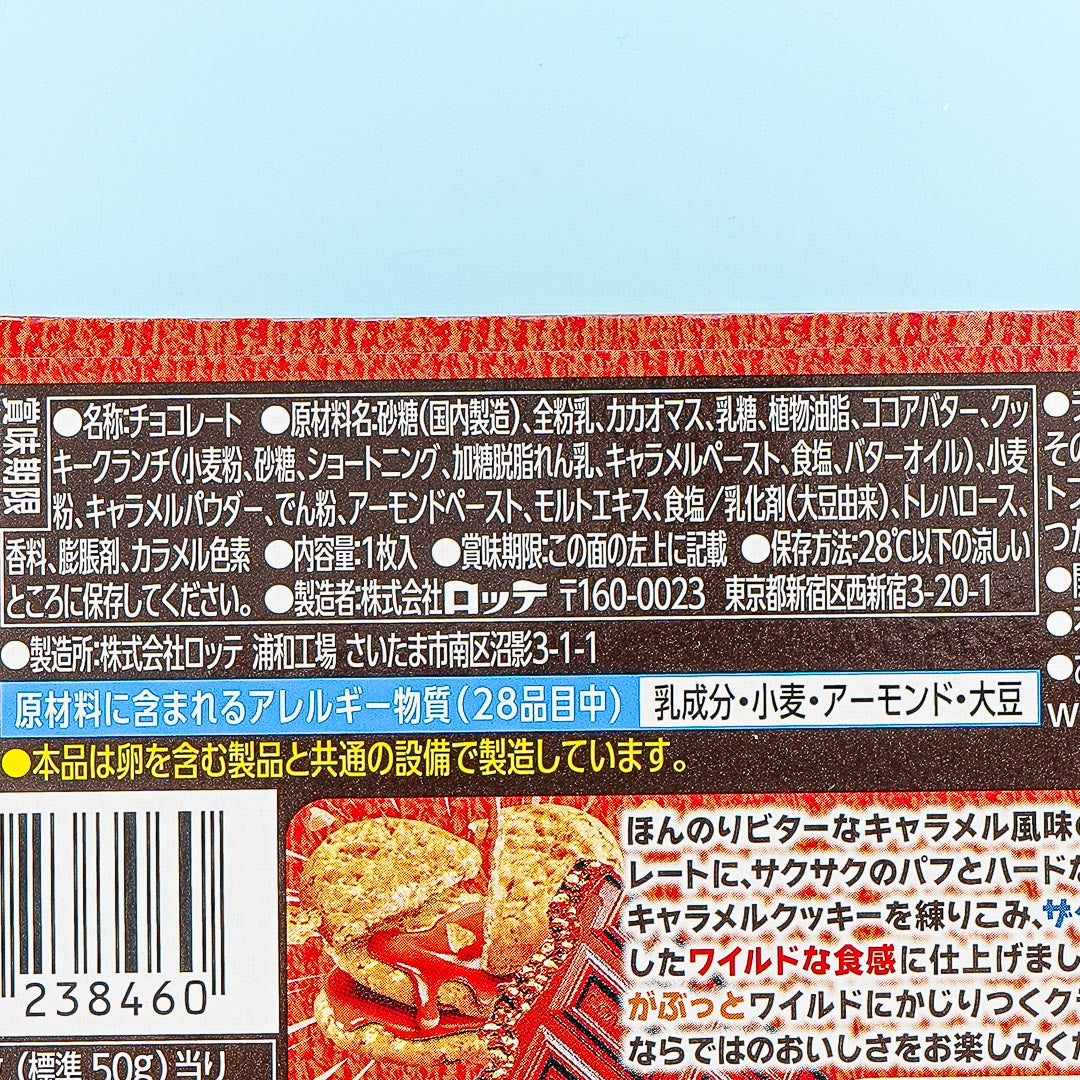 賞味期限
●名称:チョコレート ●原材料名:砂糖(国内製造)、全粉乳、カカオマス、乳糖、植物油脂、ココアバター、クッ
キークランチ(小麦粉、砂糖、ショートニング、加糖脱脂れん乳、キャラメルペースト、食塩、バターオイル)、小麦
粉、キャラメルパウダー、でん粉、アーモンドペースト、モルトエキス、食塩/乳化剤(大豆由来)、トレハロース、
香料、膨脹剤、カラメル色素 ●内容量:1枚入 ●賞味期限:この面の左上に記載 ●保存方法:28℃以下の涼しい
ところに保存してください。 ●製造者:株式会社ロッテ 〒160-0023 東京都新宿区西新宿3-20-1
●製造所:株式会社ロッテ 浦和工場 さいたま市南区沼影3-1-1
原材料に含まれるアレルギー物質(28品目中) 乳成分・小麦・アーモンド・大豆
●本品は卵を含む製品と共通の設備で製造しています。
238460
(標準50g)当り
ほんのりビターなキャラメル風味
レートに、サクサクのパフとハード
キャラメルクッキーを練りこみ、ザ
したワイルドな食感に仕上げまし
がぶっとワイルドにかじりつく
ならではのおいしさをお楽しみく
その